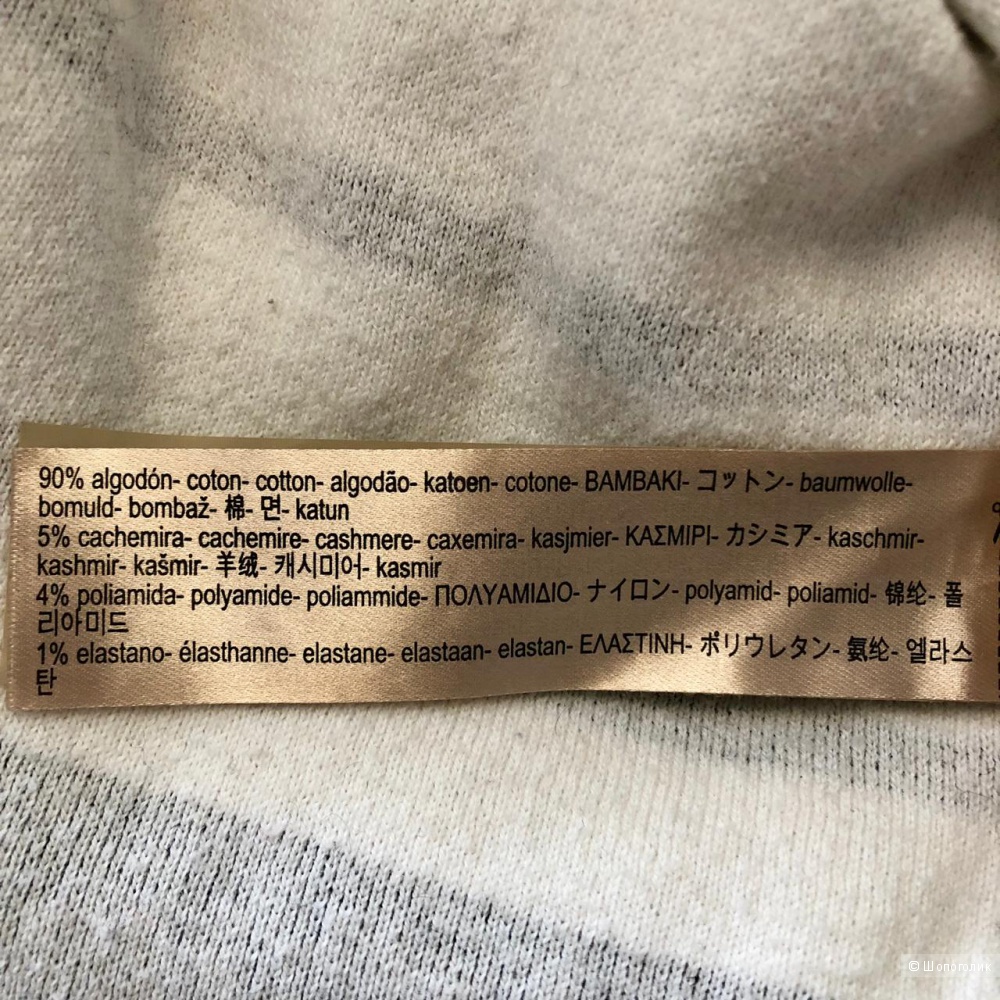 90% algodón- coton- cotton- algodão- katoen- cotone- BAMBAKI- コットン- baumwolle-
bomuld- bombaž- 棉- 면- katun
5% cachemira- cachemire- cashmere- caxemira- kasjmier- ΚΑΣΜΙΡΙ- カシミア- kaschmir-
kashmir- kašmir- 羊绒- 캐시미어- kasmir
4% poliamida- polyamide- poliammide- ΠΟΛΥΑΜΙΔΙΟ- ナイロン- polyamid- poliamid- 锦纶- 폴
리아미드
1% elastano- élasthanne- elastane- elastaan- elastan- ΕΛΑΣΤΙΝΗ- ポリウレタン- 氨纶- 엘라스
탄
© Шопоголик